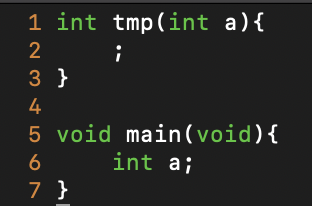 1 int tmp(int a){
2     ;
3 }
4
5 void main(void){
6     int a;
7 }